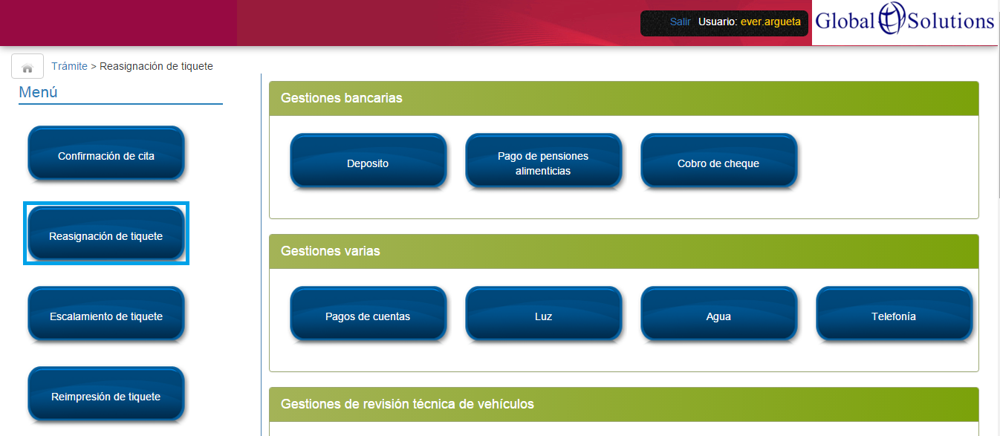 Salir Usuario: ever.argueta
Global Solutions
Trámite > Reasignación de tiquete
Menú
Confirmación de cita
Reasignación de tiquete
Escalamiento de tiquete
Reimpresión de tiquete
Gestiones bancarias
Deposito
Pago de pensiones
alimenticias
Cobro de cheque
Gestiones varias
Pagos de cuentas
Luz
Agua
Telefonía
Gestiones de revisión técnica de vehículos